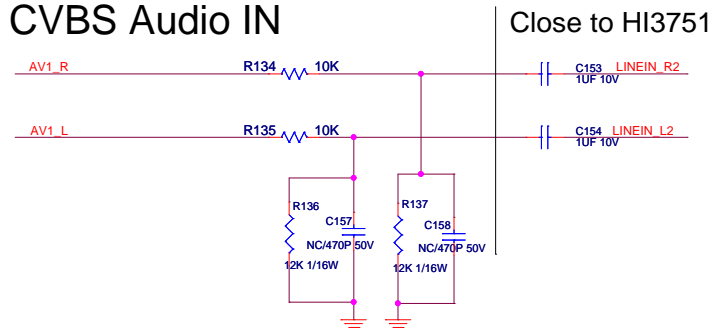 CVBS Audio IN
Close to HI3751
AV1_R
R134
10K
C153
1UF 10V
LINEIN_R2
AV1_L
R135
10K
C154
1UF 10V
LINEIN_L2
R136
C157
NC/470P 50V
12K 1/16W
R137
C158
NC/470P 50V
12K 1/16W